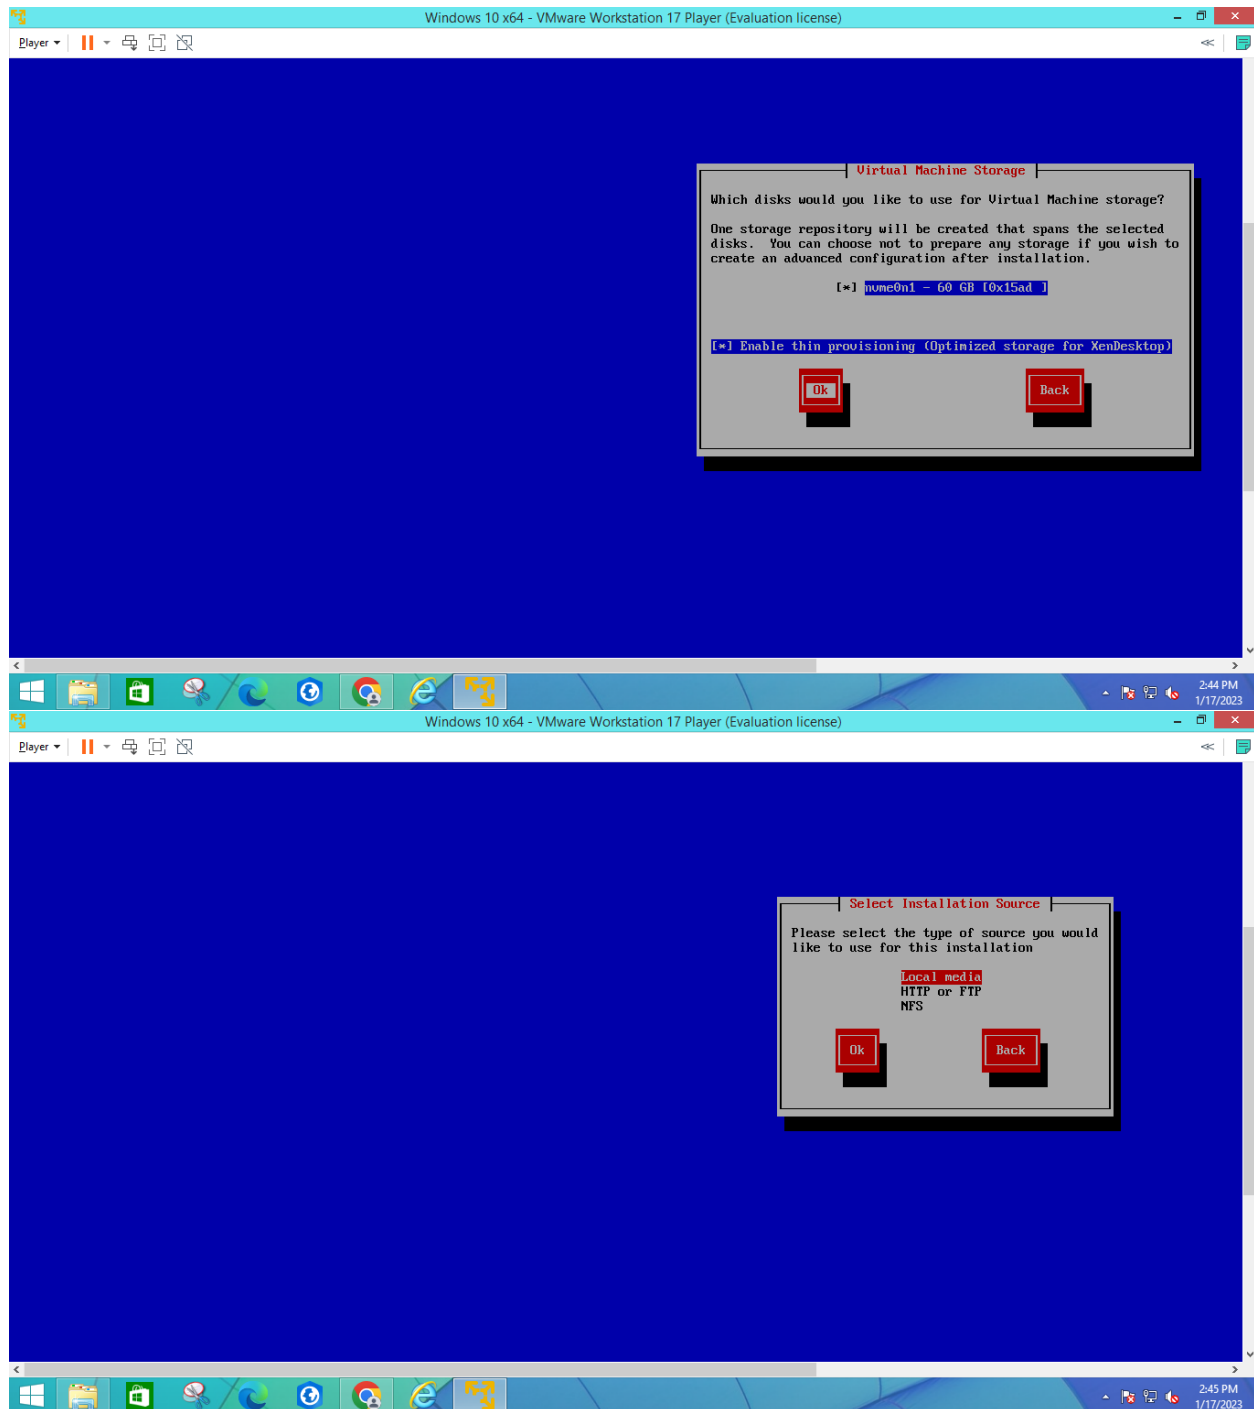 Windows 10 x64 - VMware Workstation 17 Player (Evaluation license)
Player
Virtual Machine Storage
Which disks would you like to use for Virtual Machine storage?
One storage repository will be created that spans the selected
disks. You can choose not to prepare any storage if you wish to
create an advanced configuration after installation.
[*] nvme0n1 - 60 GB [0x15ad ]
[*] Enable thin provisioning (Optimized storage for XenDesktop)
Ok Back
2:44 PM
1/17/2023
Windows 10 x64 - VMware Workstation 17 Player (Evaluation license)
Player
Select Installation Source
Please select the type of source you would
like to use for this installation
Local media
HTTP or FTP
NFS
Ok Back
2:45 PM
1/17/2023